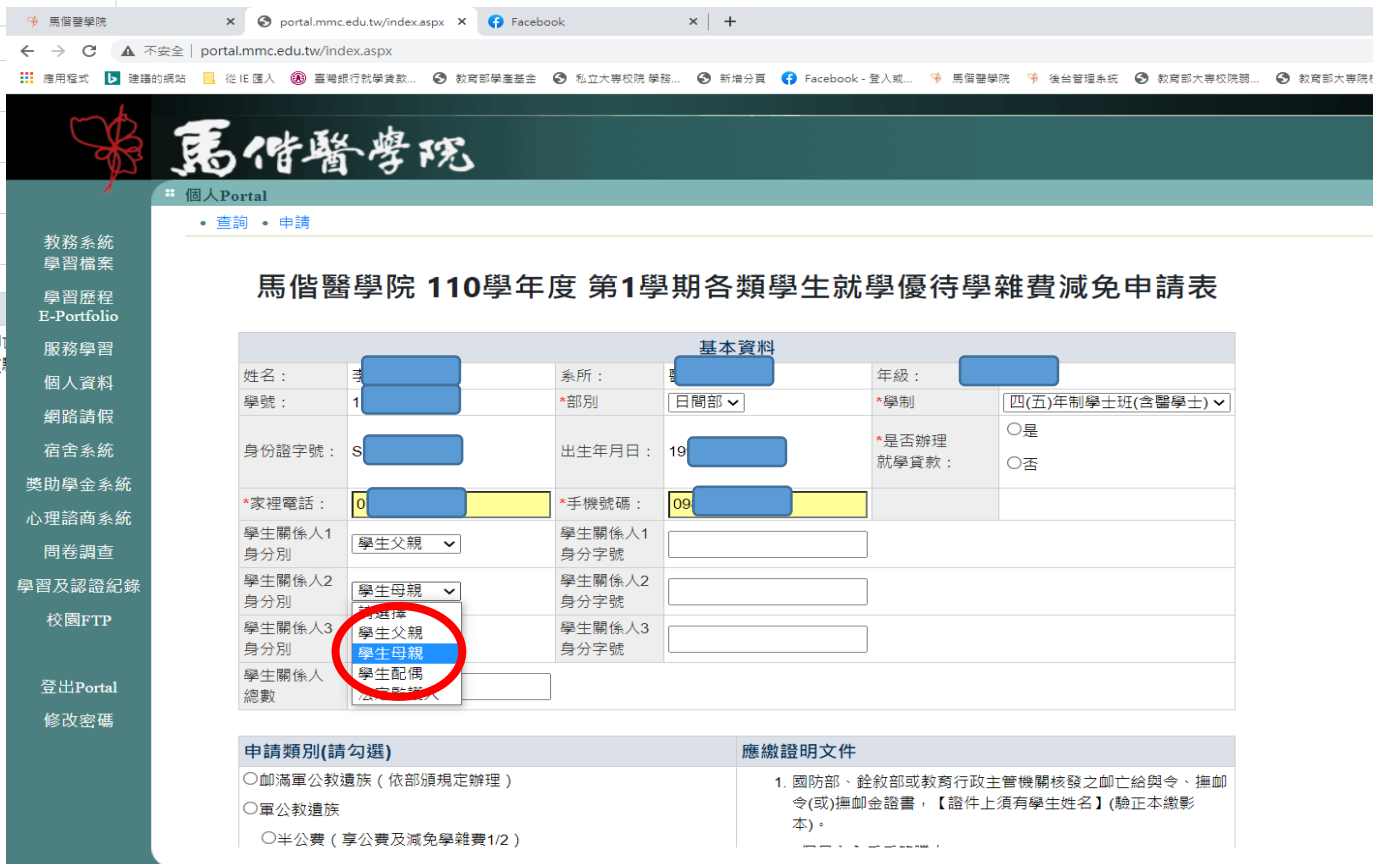 馬偕醫學院
portal.mmc.edu.tw/index.aspx
Facebook
不安全 | portal.mmc.edu.tw/index.aspx
應用程式 建議的網站 從 IE 匯入 臺灣銀行就學貸款... 教育部學產基金 私立大專校院 學務... 新增分頁 Facebook - 登入或... 馬偕醫學院 後台管理系統 教育部大專校院弱... 教育部大專院
馬偕醫學院
個人Portal
• 查詢 • 申請
教務系統
學習檔案
學習歷程
E-Portfolio
服務學習
個人資料
網路請假
宿舍系統
獎助學金系統
心理諮商系統
問卷調查
學習及認證紀錄
校園FTP
登出Portal
修改密碼
馬偕醫學院 110學年度 第1學期各類學生就學優待學雜費減免申請表
基本資料
姓名： 李 系所： 年級：
學號： 1 *部別 日間部 *學制 四(五)年制學士班(含醫學士)
身份證字號： S 出生年月日： 19 *是否辦理就學貸款： ○是
○否
*家裡電話： 0 *手機號碼： 09
學生關係人1身分別 學生父親 學生關係人1身分字號
學生關係人2身分別 學生母親 學生關係人2身分字號
請選擇
學生父親
學生母親
學生配偶
法定監護人
學生關係人3身分別 學生關係人3身分字號
學生關係人總數
申請類別(請勾選) 應繳證明文件
○卹滿軍公教遺族（依部頒規定辦理）
○軍公教遺族
○半公費（享公費及減免學雜費1/2）
1. 國防部、銓敘部或教育行政主管機關核發之卹亡給與令、撫卹
令(或)撫卹金證書，【證件上須有學生姓名】(驗正本繳影
本)。